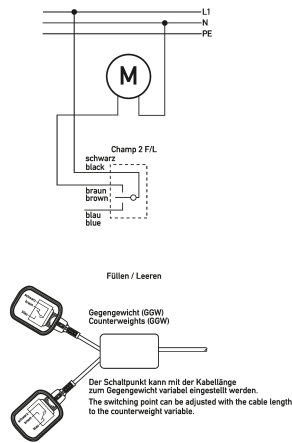 L1
N
PE
M
Champ 2 F/L
schwarz
black
braun
brown
blau
blue
Füllen / Leeren
Gegengewicht (GGW)
Counterweights (GGW)
Der Schaltpunkt kann mit der Kabellänge
zum Gegengewicht variabel eingestellt werden.
The switching point can be adjusted with the cable length
to the counterweight variable.